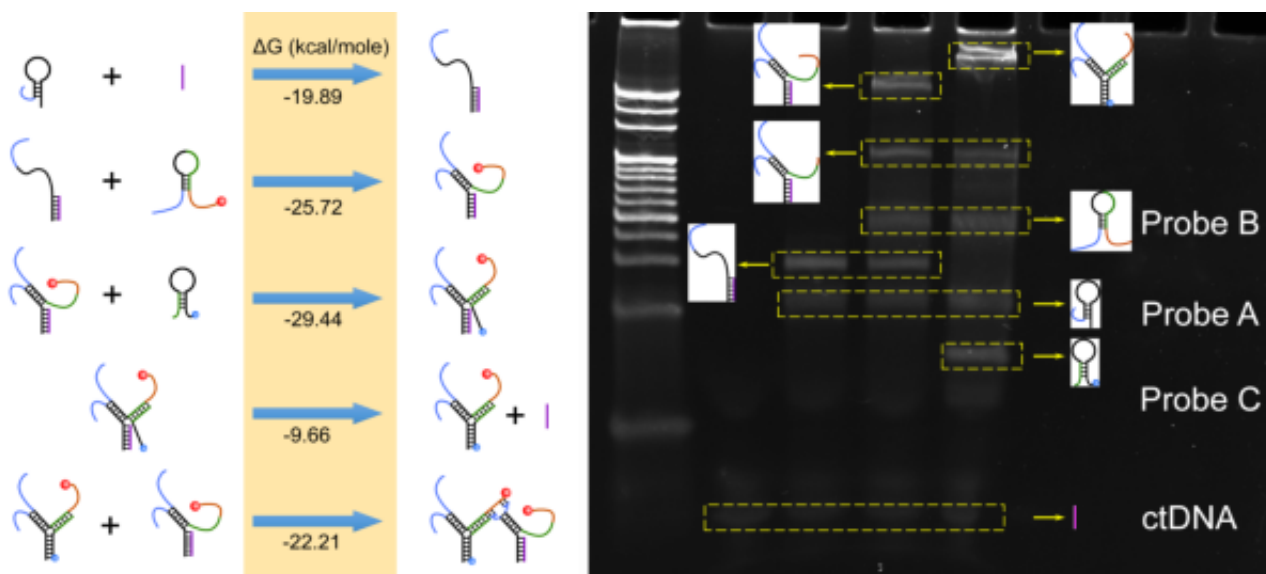 ΔG (kcal/mole)
-19.89
-25.72
-29.44
-9.66
-22.21
Probe B
Probe A
Probe C
ctDNA